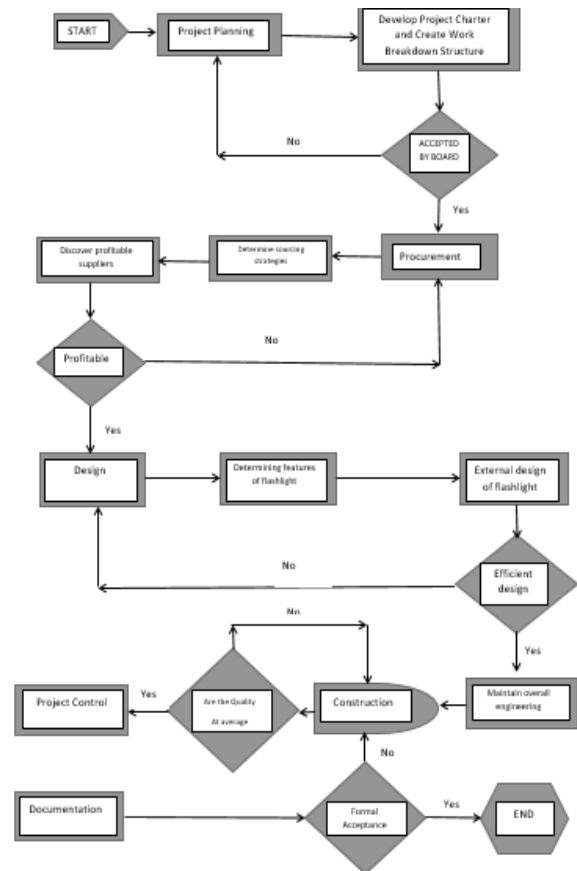 START
Project Planning
Develop Project Charter
and Create Work
Breakdown Structure
No
ACCEPTED
BY BOARD
Yes
Discover profitable
suppliers
Determine sourcing
strategies
Procurement
No
Profitable
Yes
Design
Determining features
of flashlight
External design
of flashlight
No
Efficient
design
No
Yes
Project Control
Yes
Are the Quality
At average
Construction
Maintain overall
engineering
No
Documentation
Formal
Acceptance
Yes
END